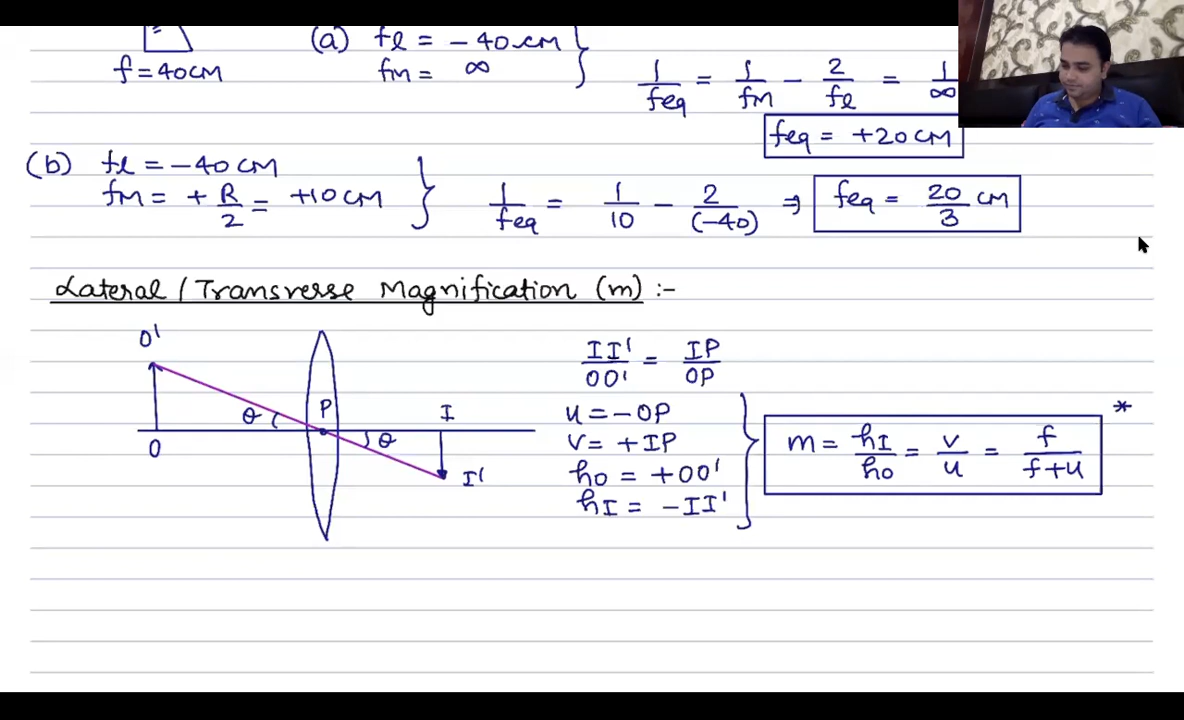 (a) fl = -40 cm
f = 40 cm
fm = ∞
1/feq = 1/fm - 2/fl = 1/∞
feq = +20 cm
(b) fl = -40 cm
fm = + R/2 = +10 cm
1/feq = 1/10 - 2/(-40) ⇒ feq = 20/3 cm
Lateral / Transverse Magnification (m) :-
O'
θ
P
θ
I
O
I'
II'/OO' = IP/OP
u = -OP
v = +IP
ho = +OO'
hI = -II'
m = hI/ho = v/u = f/f+u
*